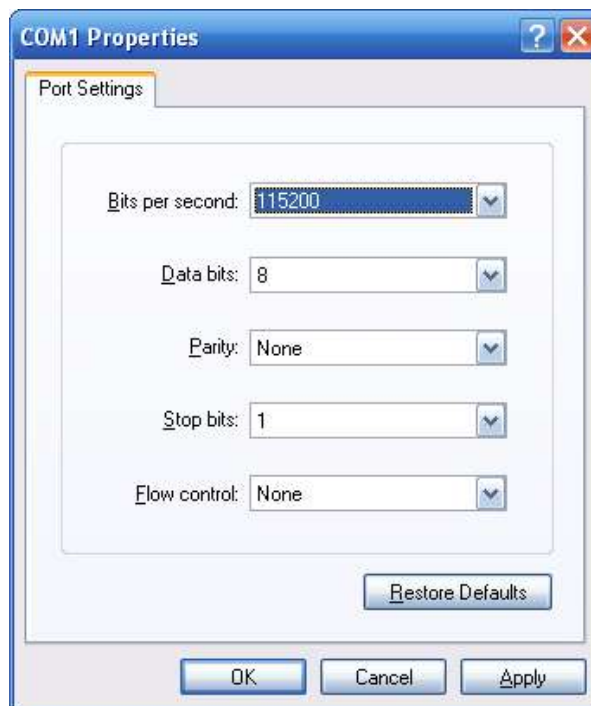 COM1 Properties
Port Settings
Bits per second: 115200
Data bits: 8
Parity: None
Stop bits: 1
Flow control: None
Restore Defaults
OK Cancel Apply